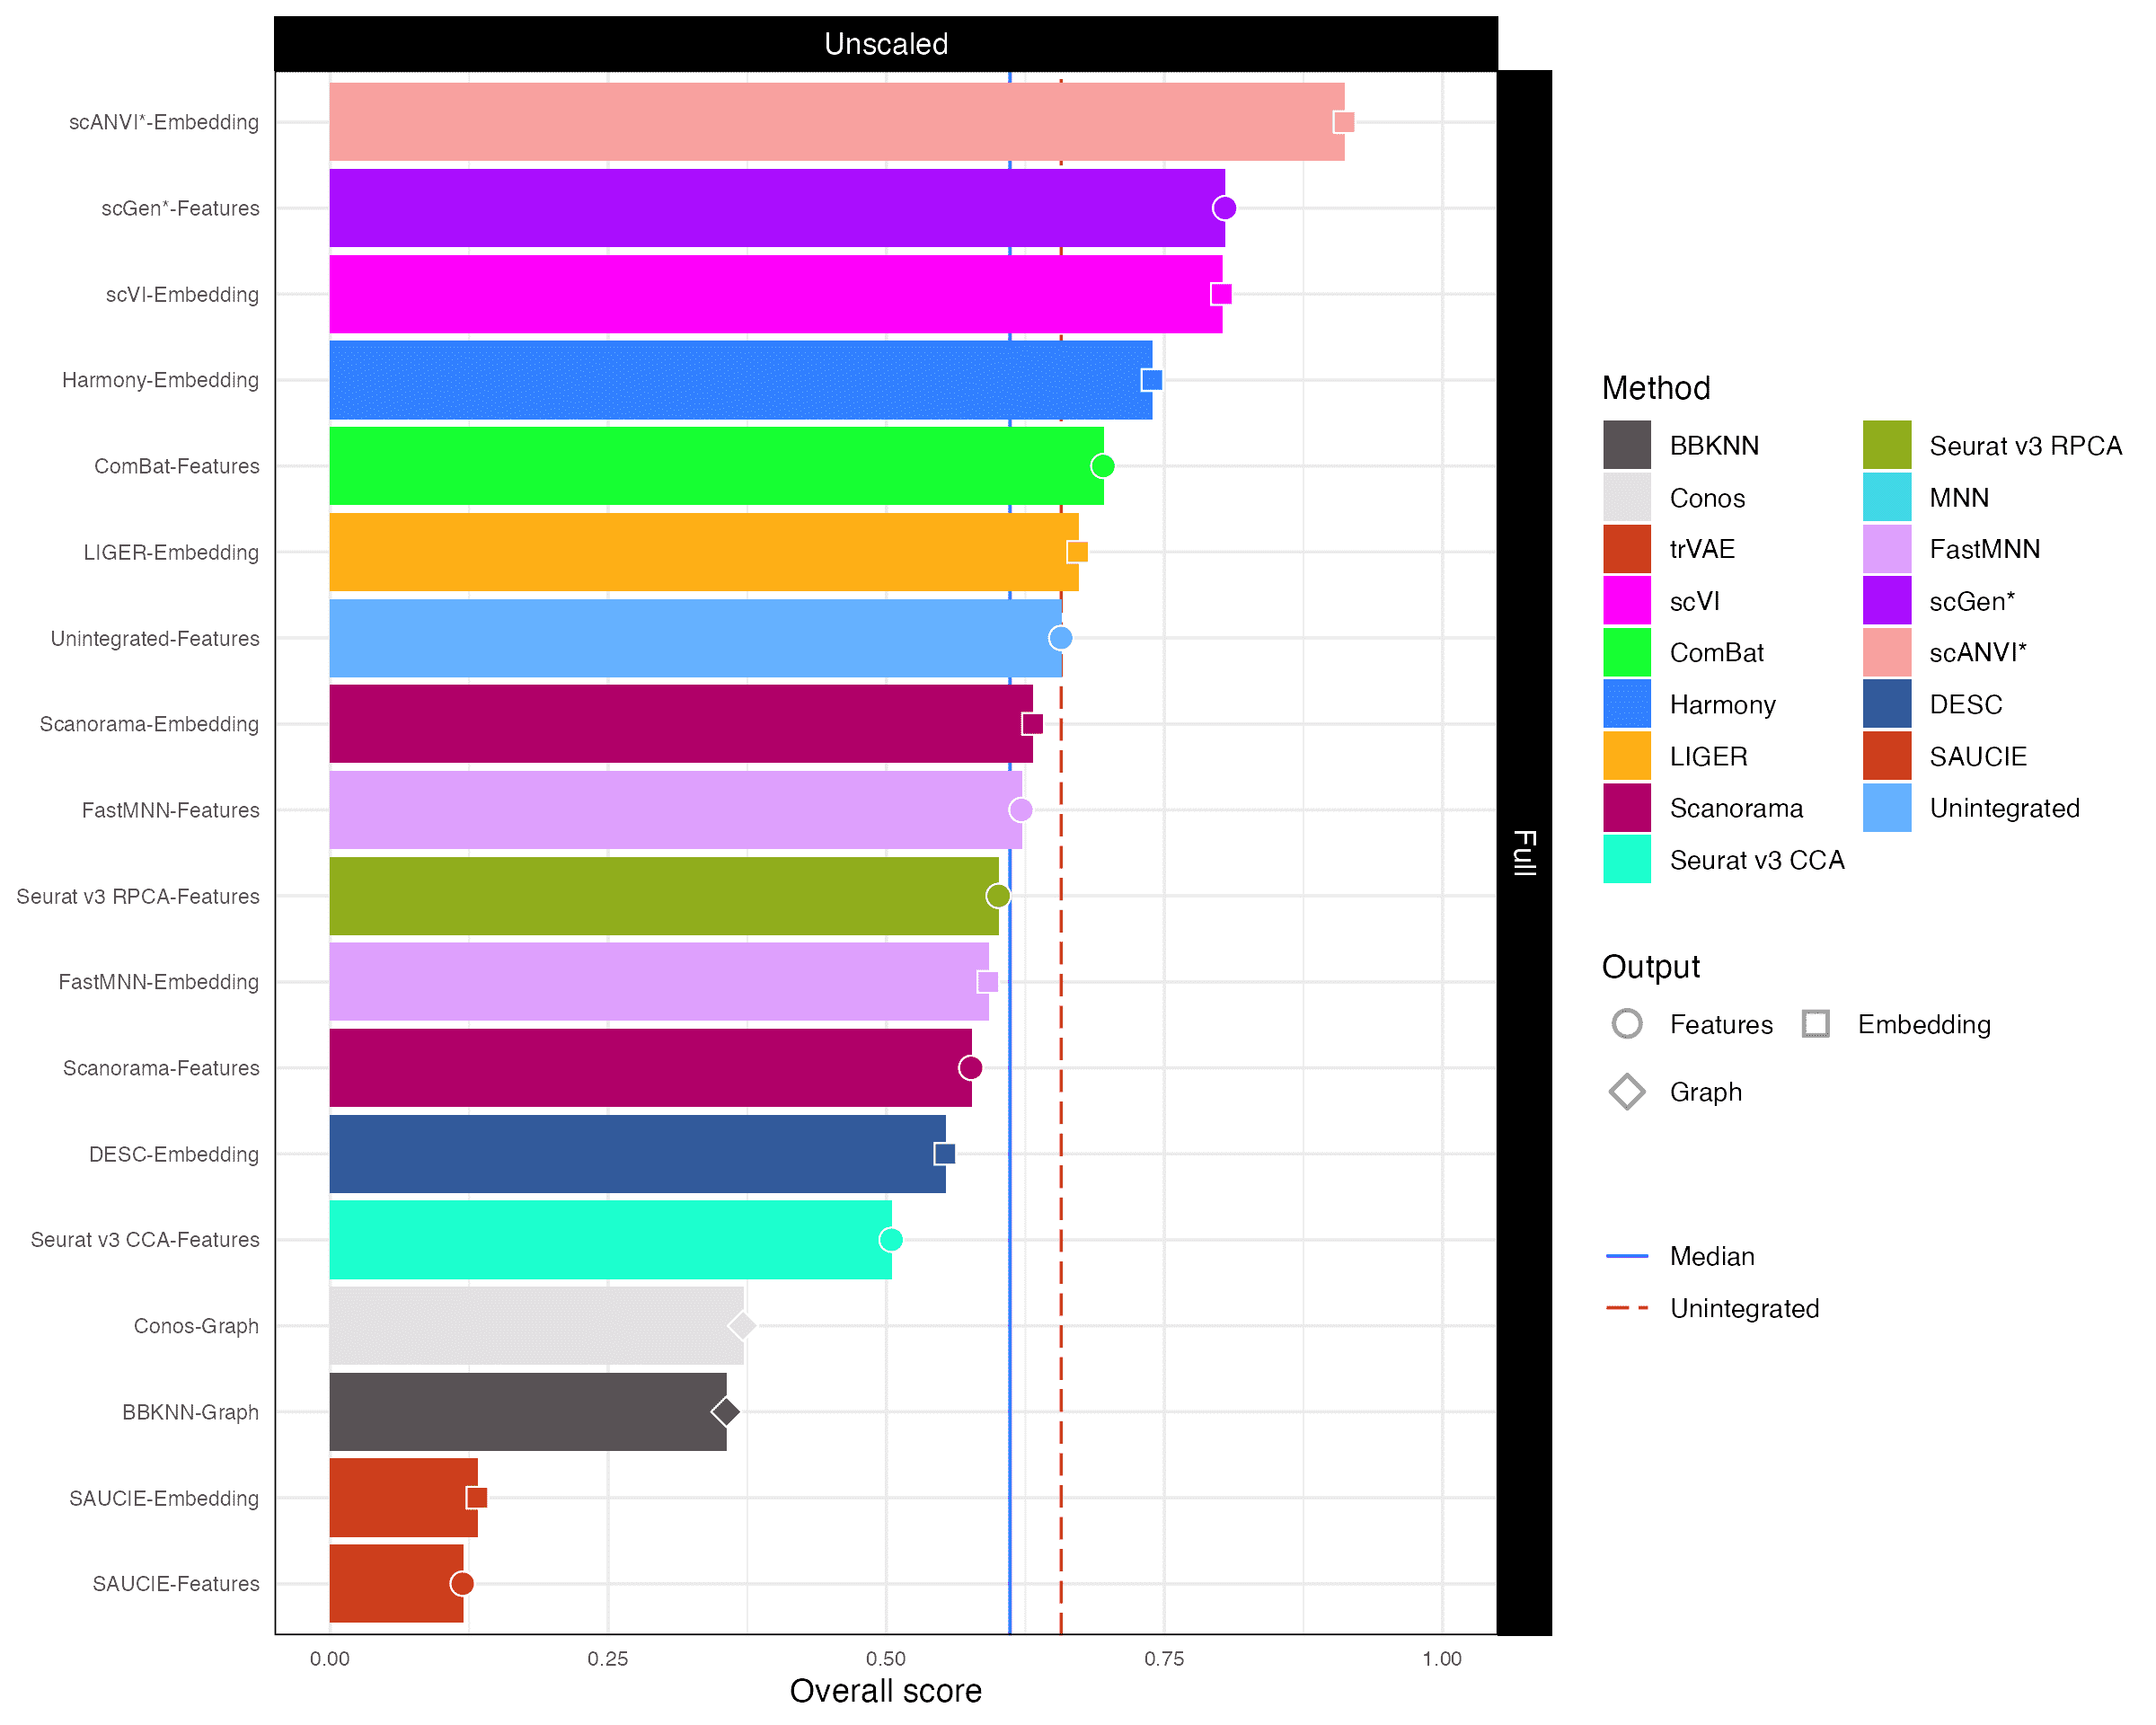 Unscaled
scANVI*-Embedding
scGen*-Features
scVI-Embedding
Harmony-Embedding
ComBat-Features
LIGER-Embedding
Unintegrated-Features
Scanorama-Embedding
FastMNN-Features
Seurat v3 RPCA-Features
FastMNN-Embedding
Scanorama-Features
DESC-Embedding
Seurat v3 CCA-Features
Conos-Graph
BBKNN-Graph
SAUCIE-Embedding
SAUCIE-Features
0.00 0.25 0.50 0.75 1.00
Overall score
Full
Method
BBKNN
Conos
trVAE
scVI
ComBat
Harmony
LIGER
Scanorama
Seurat v3 CCA
Seurat v3 RPCA
MNN
FastMNN
scGen*
scANVI*
DESC
SAUCIE
Unintegrated
Output
Features
Embedding
Graph
Median
Unintegrated